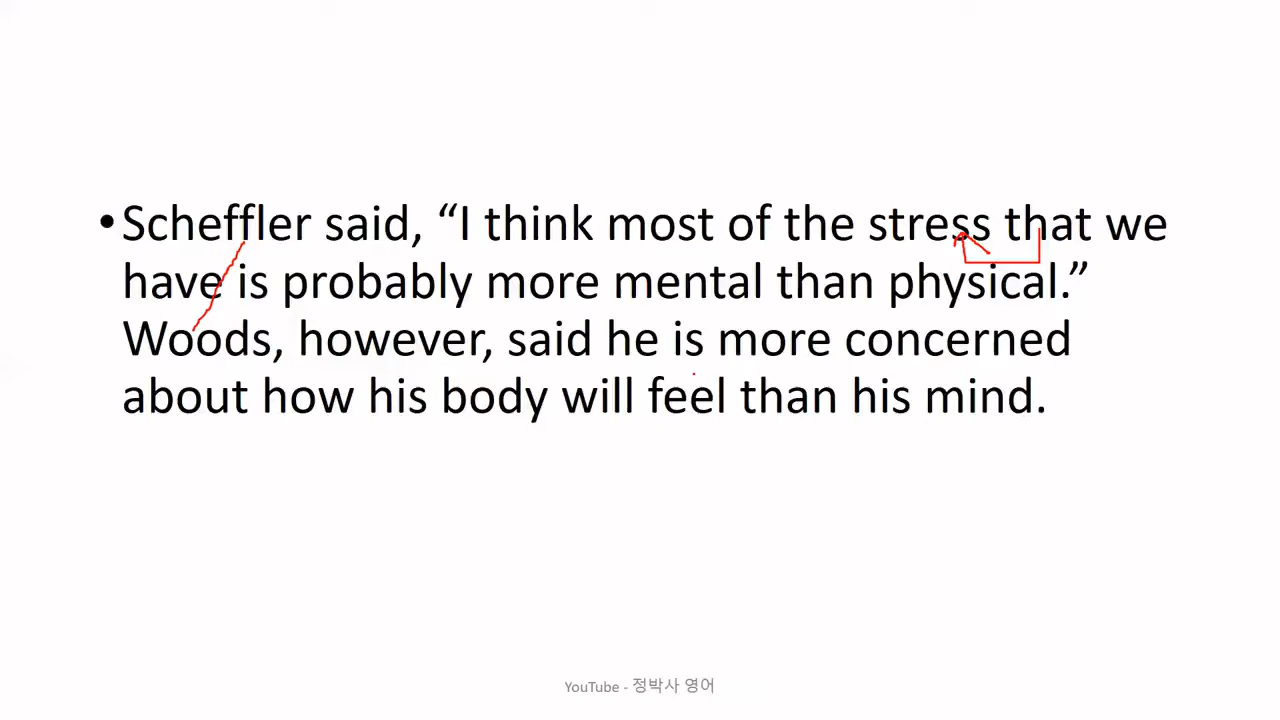 •Scheffler said, “I think most of the stress that we
have is probably more mental than physical.”
Woods, however, said he is more concerned
about how his body will feel than his mind.
YouTube - 정박사 영어